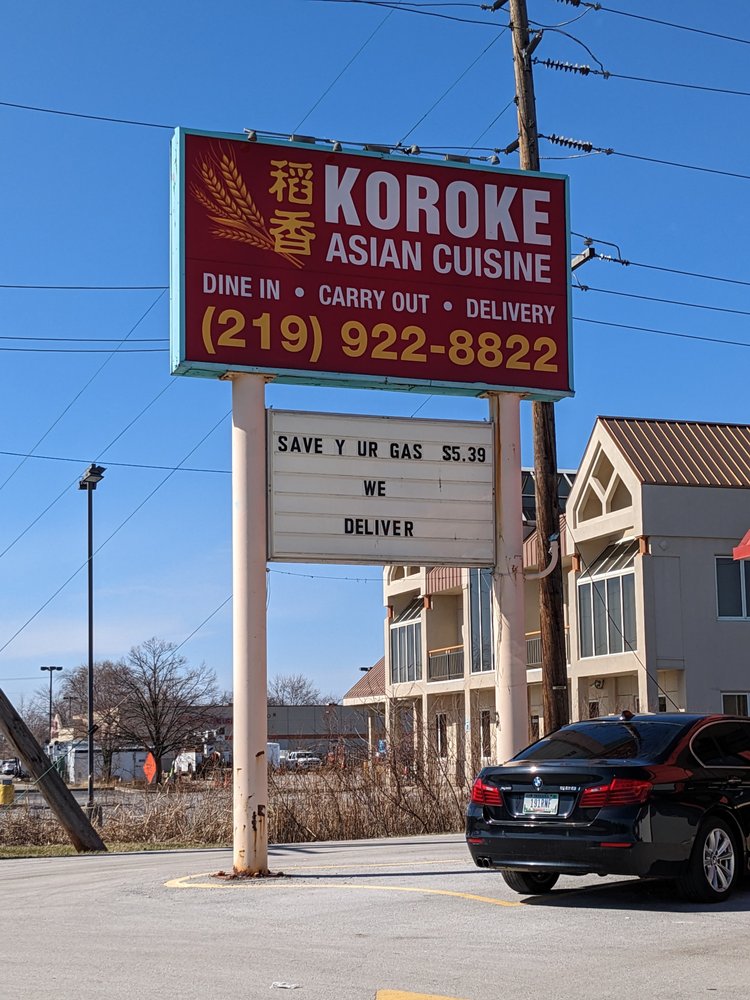 稻香
KOROKE
ASIAN CUISINE
DINE IN • CARRY OUT • DELIVERY
(219) 922-8822
SAVE Y UR GAS S5.39
WE
DELIVER